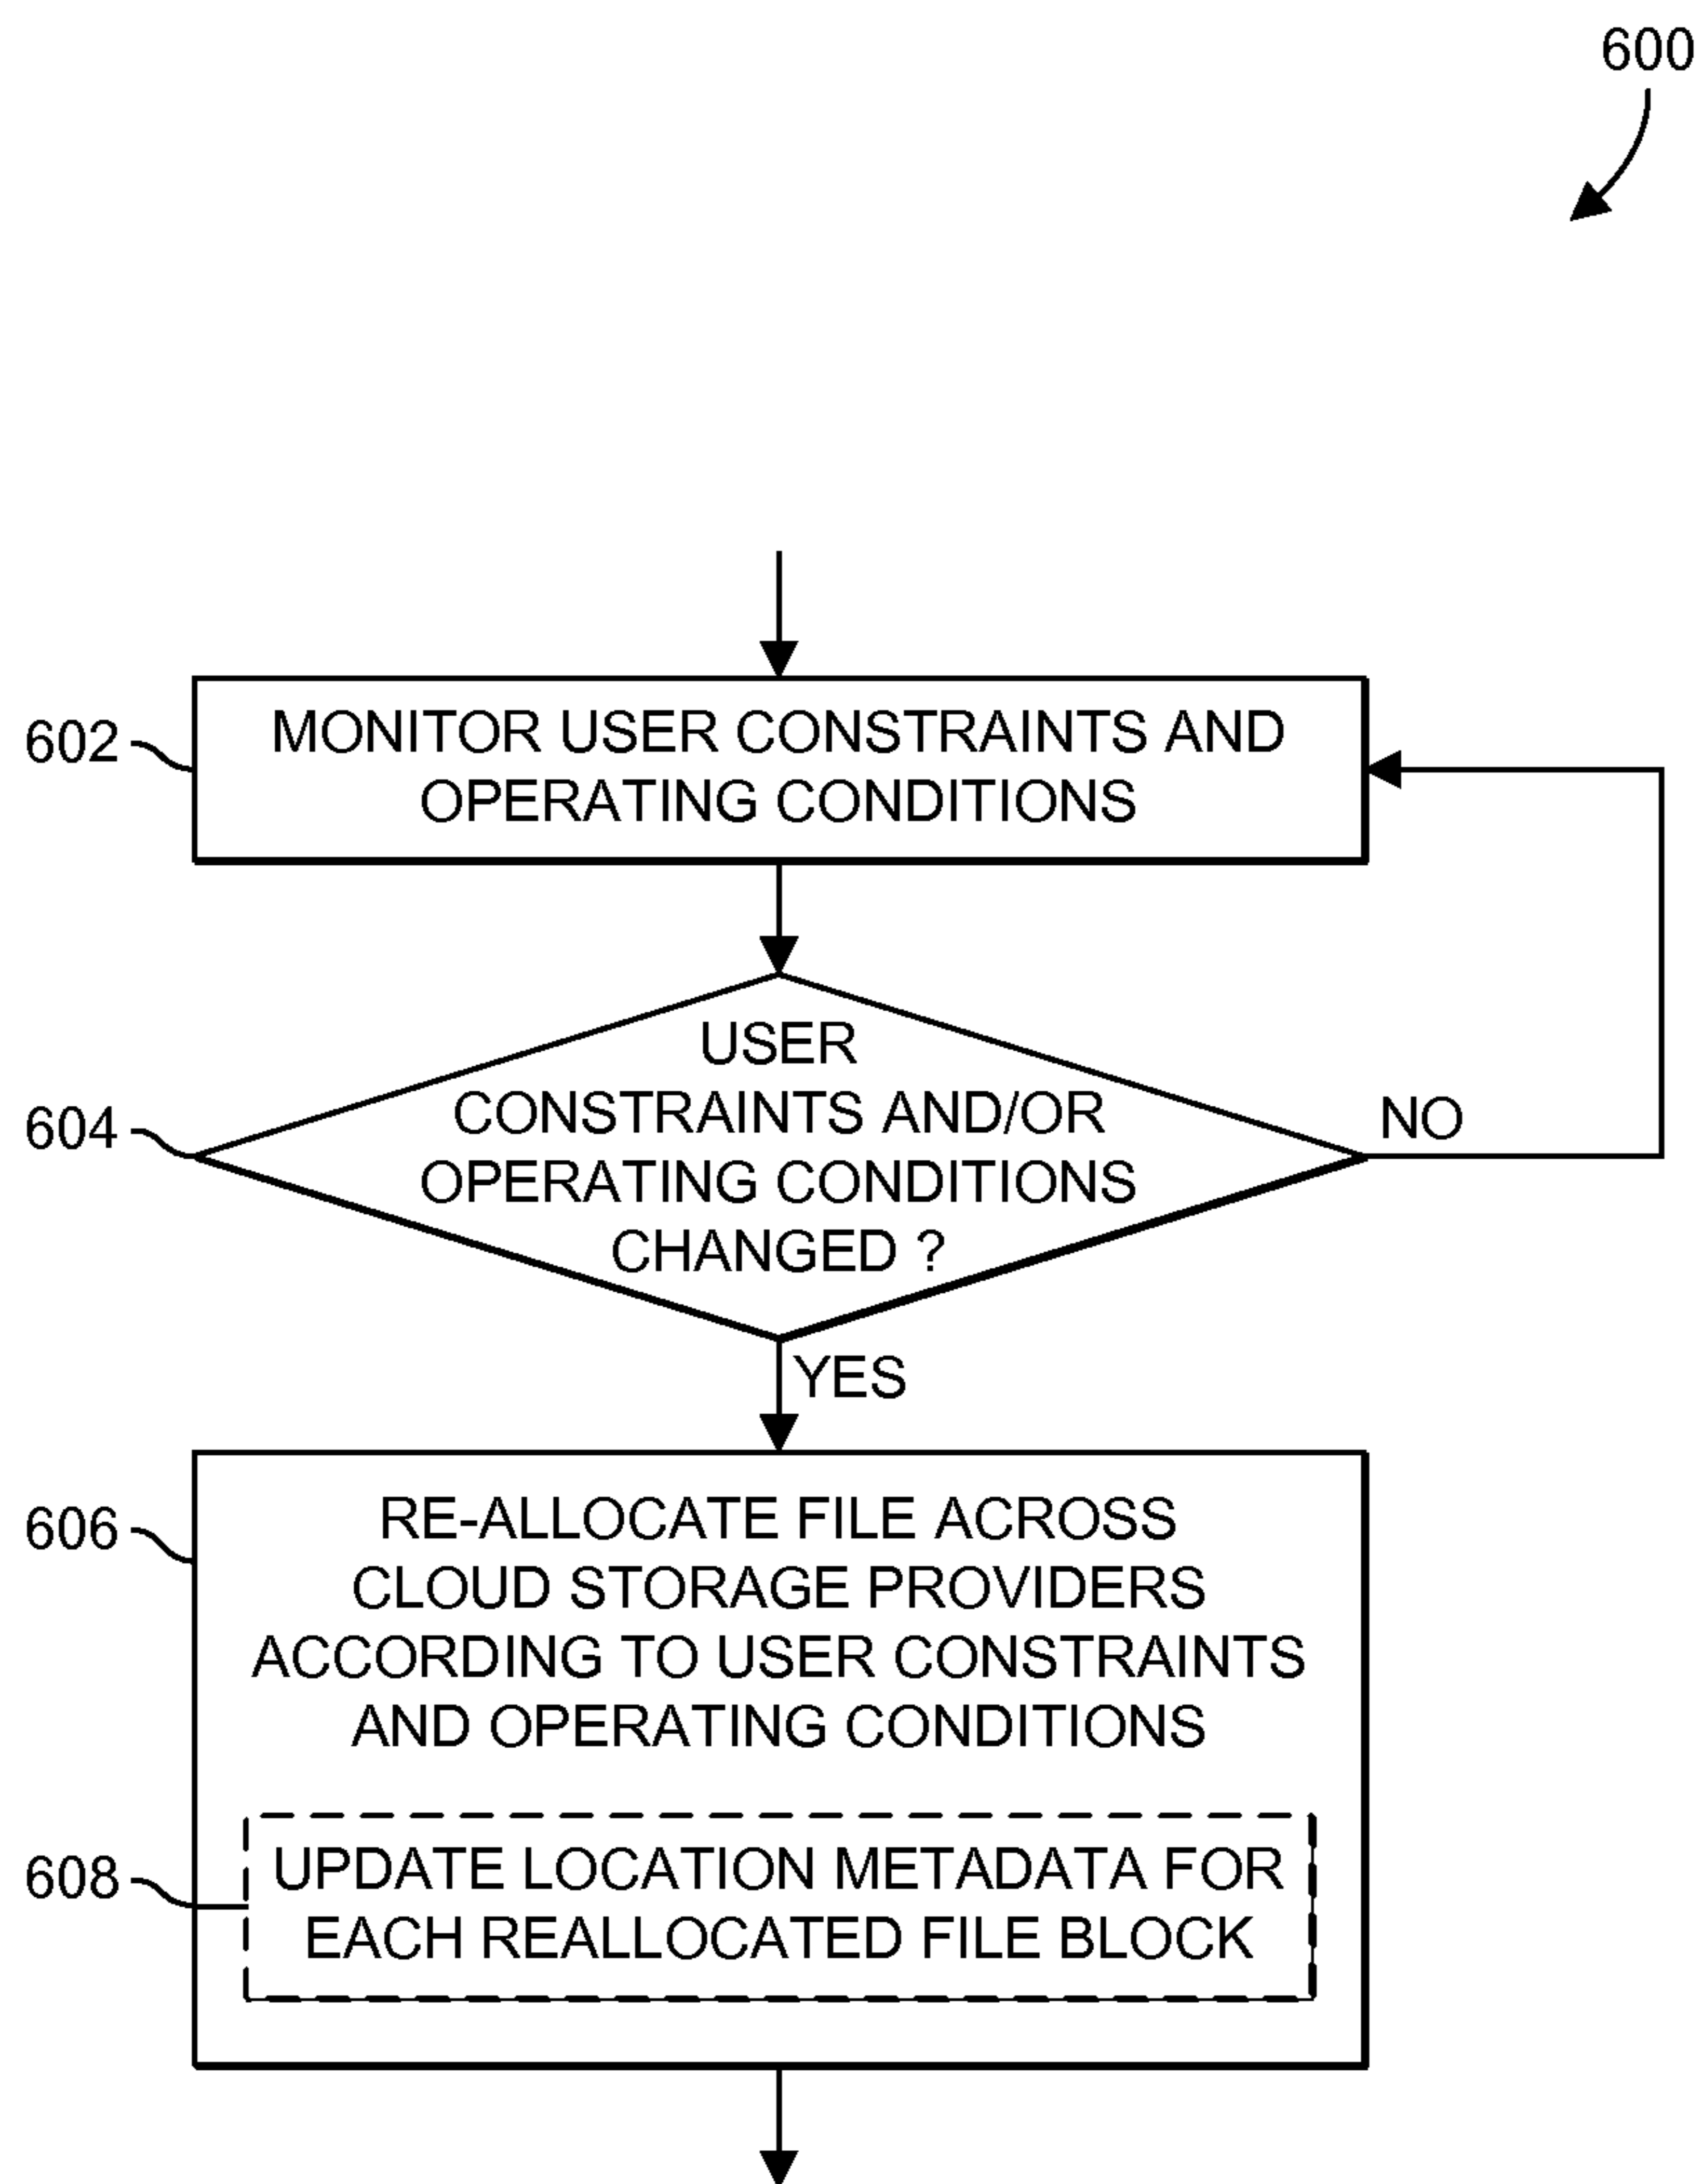 600
602
MONITOR USER CONSTRAINTS AND
OPERATING CONDITIONS
604
USER
CONSTRAINTS AND/OR
OPERATING CONDITIONS
CHANGED ?
NO
YES
606
RE-ALLOCATE FILE ACROSS
CLOUD STORAGE PROVIDERS
ACCORDING TO USER CONSTRAINTS
AND OPERATING CONDITIONS
608
UPDATE LOCATION METADATA FOR
EACH REALLOCATED FILE BLOCK